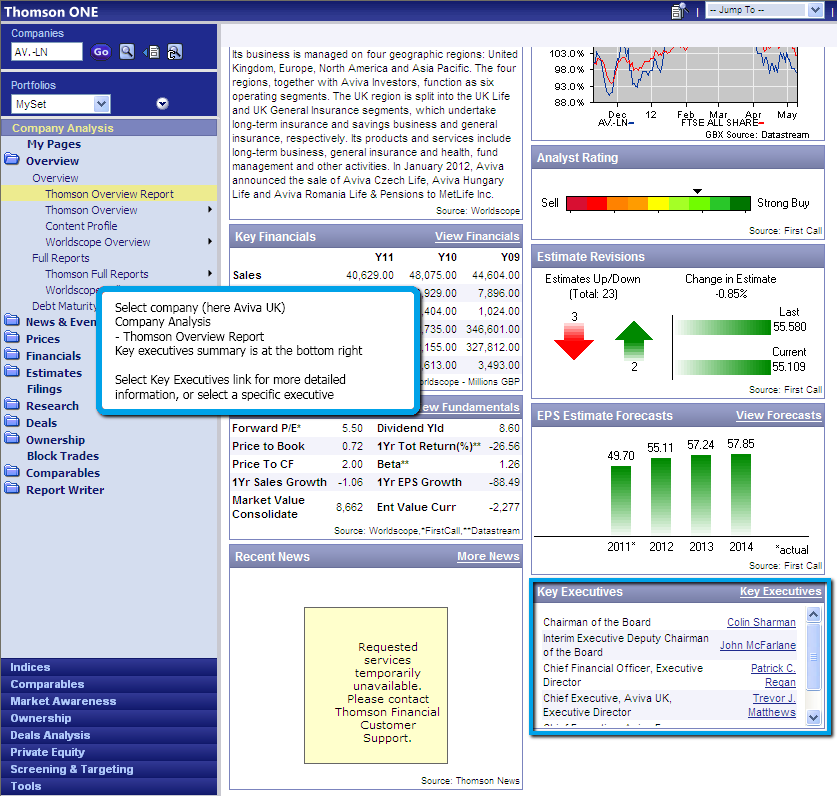 Thomson ONE
-- Jump To --
Companies
AV.-LN
Go
Portfolios
MySet
Company Analysis
My Pages
Overview
Overview
Thomson Overview Report
Thomson Overview
Content Profile
Worldscope Overview
Full Reports
Thomson Full Reports
Debt Maturity
News & Even
Prices
Financials
Estimates
Filings
Research
Deals
Ownership
Block Trades
Comparables
Report Writer
Indices
Comparables
Market Awareness
Ownership
Deals Analysis
Private Equity
Screening & Targeting
Tools
Select company (here Aviva UK)
Company Analysis
- Thomson Overview Report
Key executives summary is at the bottom right
Select Key Executives link for more detailed
information, or select a specific executive
Its business is managed on four geographic regions: United
Kingdom, Europe, North America and Asia Pacific. The four
regions, together with Aviva Investors, function as six
operating segments. The UK region is split into the UK Life
and UK General Insurance segments, which undertake
long-term insurance and savings business and general
insurance, respectively. Its products and services include
long-term business, general insurance and health, fund
management and other activities. In January 2012, Aviva
announced the sale of Aviva Czech Life, Aviva Hungary
Life and Aviva Romania Life & Pensions to MetLife Inc.
Source: Worldscope
Key Financials View Financials
Y11 Y10 Y09
Sales 40,629.00 48,075.00 44,604.00
,929.00 7,896.00
,404.00 1,024.00
,735.00 346,601.00
,155.00 327,812.00
,613.00 3,493.00
orldscope - Millions GBP
ew Fundamentals
Forward P/E* 5.50 Dividend Yld 8.60
Price to Book 0.72 1Yr Tot Return(%)** -26.56
Price To CF 2.00 Beta** 1.26
1Yr Sales Growth -1.06 1Yr EPS Growth -88.49
Market Value
Consolidate 8,662 Ent Value Curr -2,277
Source: Worldscope,*FirstCall,**Datastream
Recent News More News
Requested
services
temporarily
unavailable.
Please contact
Thomson Financial
Customer
Support.
Source: Thomson News
103.0%
98.0%
93.0%
88.0%
Dec 12 Feb Mar Apr May
AV.-LN FTSE ALL SHARE
GBX Source: Datastream
Analyst Rating
Sell Strong Buy
Source: First Call
Estimate Revisions
Estimates Up/Down
(Total: 23)
3
2
Change in Estimate
-0.85%
Last
55.580
Current
55.109
Source: First Call
EPS Estimate Forecasts View Forecasts
49.70 55.11 57.24 57.85
2011* 2012 2013 2014 *actual
Source: First Call
Key Executives Key Executives
Chairman of the Board Colin Sharman
Interim Executive Deputy Chairman
of the Board John McFarlane
Chief Financial Officer, Executive Patrick C.
Director Regan
Chief Executive, Aviva UK, Trevor J.
Executive Director Matthews